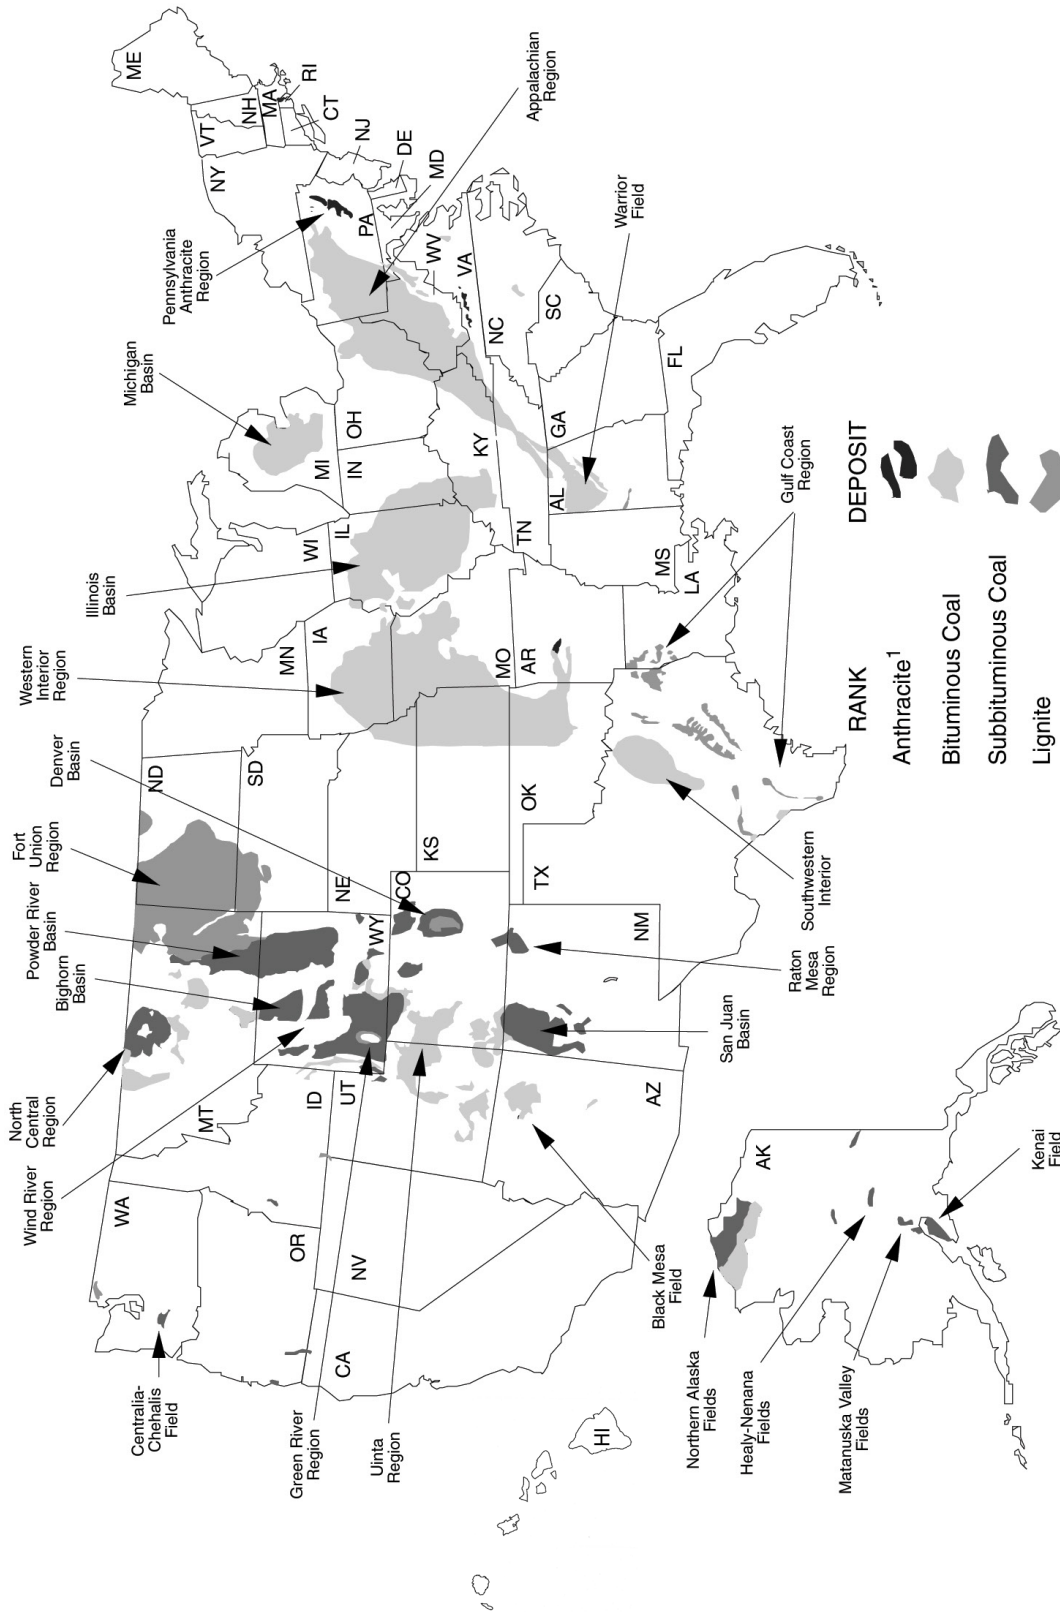 North
Central
Region
Bighorn
Basin
Powder River
Basin
Fort
Union
Region
Denver
Basin
Western
Interior
Region
Illinois
Basin
Michigan
Basin
Pennsylvania
Anthracite
Region
Wind River
Region
Centralia-
Chehalis
Field
Green River
Region
Uinta
Region
Black Mesa
Field
San Juan
Basin
Raton
Mesa
Region
Southwestern
Interior
Gulf Coast
Region
Warrior
Field
Appalachian
Region
Northern Alaska
Fields
Healy-Nenana
Fields
Matanuska Valley
Fields
Kenai
Field
WA
OR
CA
NV
ID
MT
UT
AZ
WY
CO
NM
ND
SD
NE
KS
OK
TX
MN
IA
MO
AR
LA
WI
IL
MS
MI
IN
OH
KY
TN
AL
GA
FL
SC
NC
VA
WV
PA
NY
VT
NH
ME
MA
RI
CT
NJ
DE
MD
AK
HI
RANK
DEPOSIT
Anthracite1
Bituminous Coal
Subbituminous Coal
Lignite